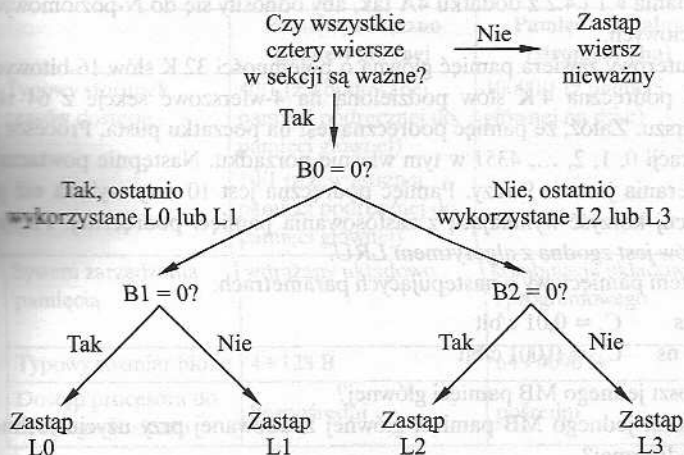 Czy wszystkie
cztery wiersze
w sekcji są ważne?
Nie
Zastąp
wiersz
nieważny
Tak
B0 = 0?
Tak, ostatnio
wykorzystane L0 lub L1
Nie, ostatnio
wykorzystane L2 lub L3
B1 = 0?
B2 = 0?
Tak
Nie
Tak
Nie
Zastąp
L0
Zastąp
L1
Zastąp
L2
Zastąp
L3